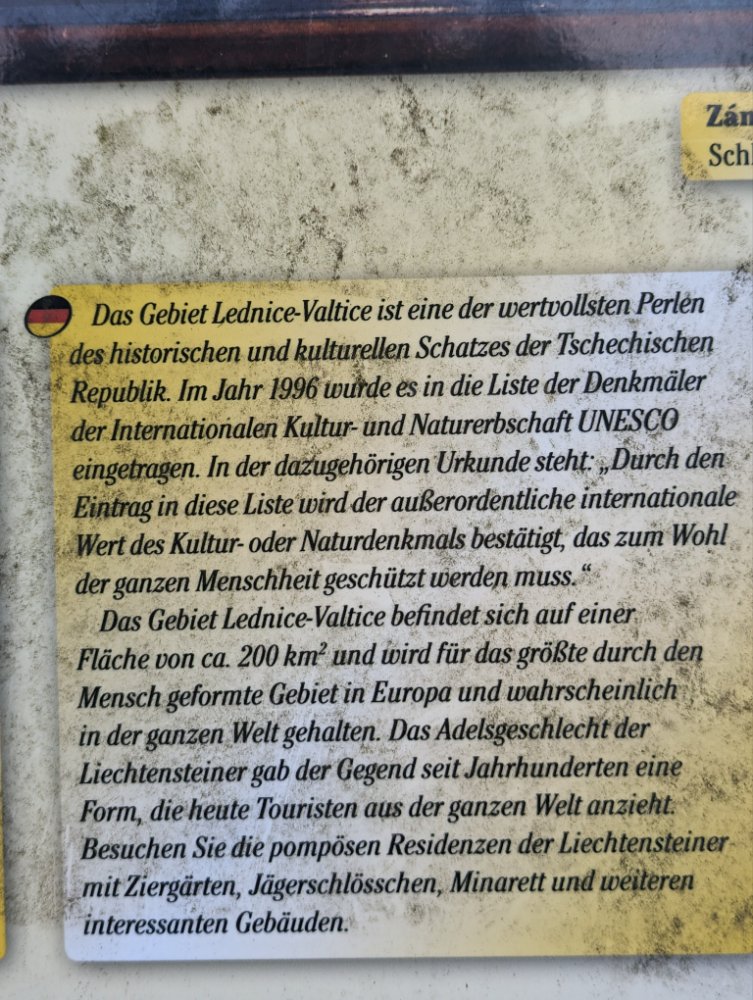 Zám
Schl
Das Gebiet Lednice-Valtice ist eine der wertvollsten Perlen
des historischen und kulturellen Schatzes der Tschechischen
Republik. Im Jahr 1996 wurde es in die Liste der Denkmäler
der Internationalen Kultur- und Naturerbschaft UNESCO
eingetragen. In der dazugehörigen Urkunde steht: „Durch den
Eintrag in diese Liste wird der außerordentliche internationale
Wert des Kultur- oder Naturdenkmals bestätigt, das zum Wohl
der ganzen Menschheit geschützt werden muss.“
Das Gebiet Lednice-Valtice befindet sich auf einer
Fläche von ca. 200 km² und wird für das größte durch den
Mensch geformte Gebiet in Europa und wahrscheinlich
in der ganzen Welt gehalten. Das Adelsgeschlecht der
Liechtensteiner gab der Gegend seit Jahrhunderten eine
Form, die heute Touristen aus der ganzen Welt anzieht.
Besuchen Sie die pompösen Residenzen der Liechtensteiner
mit Ziergärten, Jägerschlösschen, Minarett und weiteren
interessanten Gebäuden.